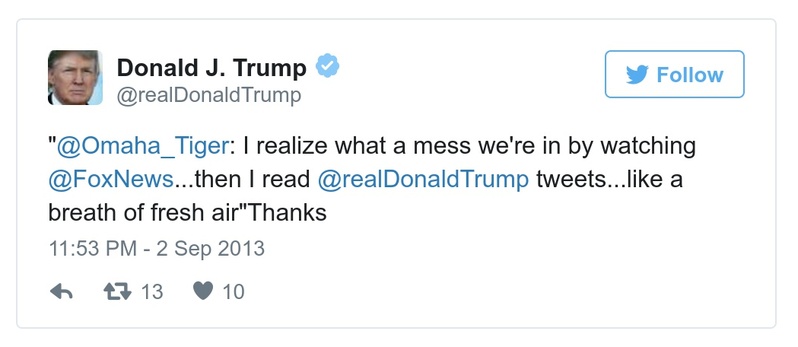 Donald J. Trump
Follow
@realDonaldTrump
"@Omaha_Tiger: I realize what a mess we're in by watching
@FoxNews...then I read @realDonaldTrump tweets...like a
breath of fresh air"Thanks
11:53 PM - 2 Sep 2013
13 10